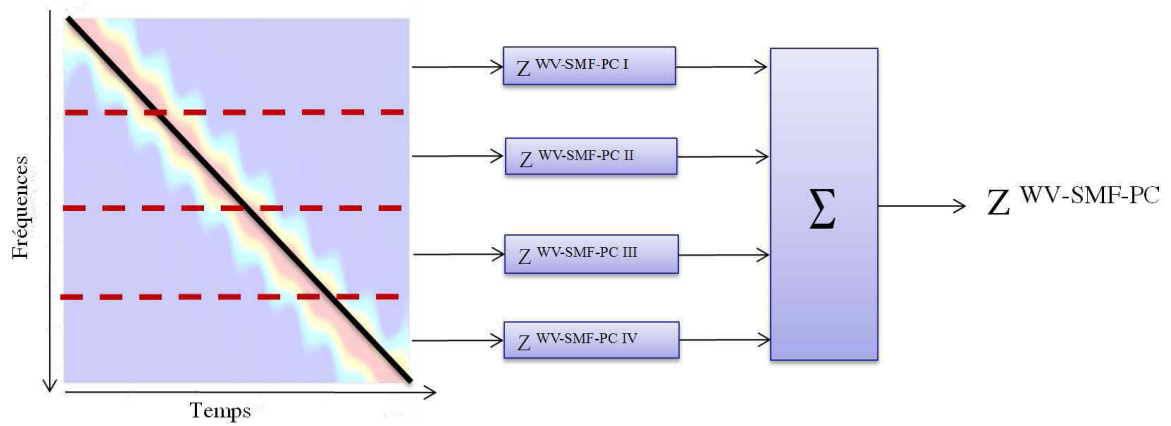 Fréquences
Temps
Z WV-SMF-PC I
Z WV-SMF-PC II
Z WV-SMF-PC III
Z WV-SMF-PC IV
Σ
Z WV-SMF-PC